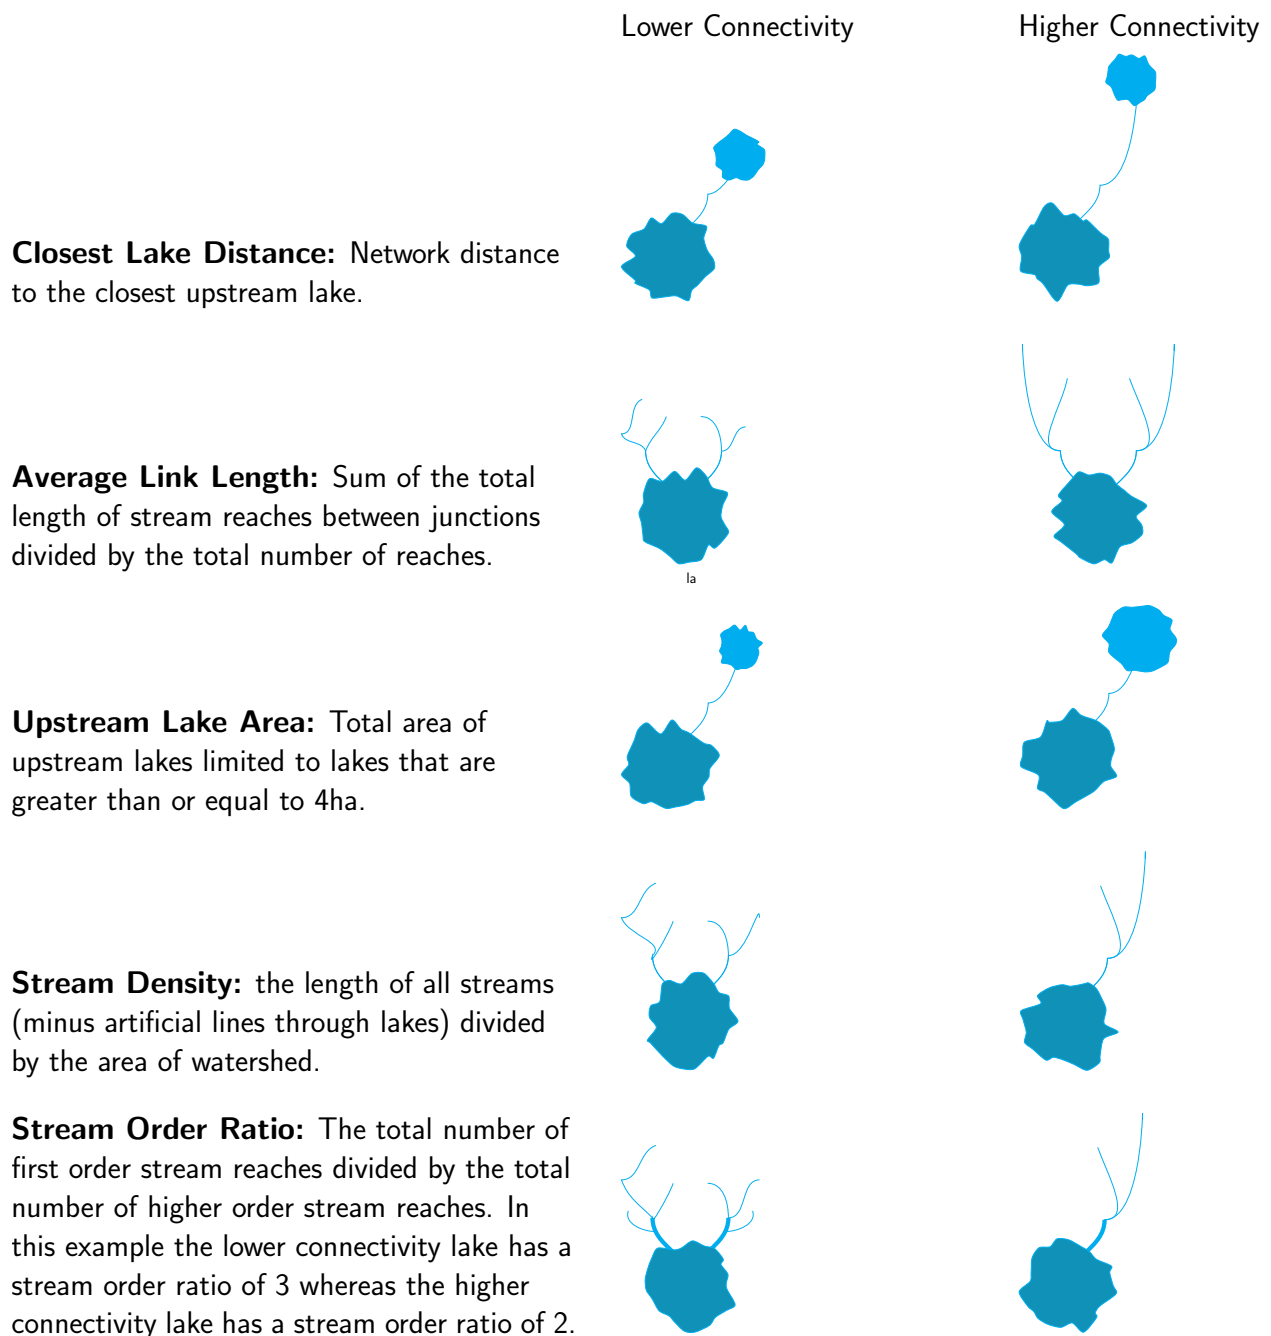 Lower Connectivity
Higher Connectivity
Closest Lake Distance: Network distance
to the closest upstream lake.
Average Link Length: Sum of the total
length of stream reaches between junctions
divided by the total number of reaches.
la
Upstream Lake Area: Total area of
upstream lakes limited to lakes that are
greater than or equal to 4ha.
Stream Density: the length of all streams
(minus artificial lines through lakes) divided
by the area of watershed.
Stream Order Ratio: The total number of
first order stream reaches divided by the total
number of higher order stream reaches. In
this example the lower connectivity lake has a
stream order ratio of 3 whereas the higher
connectivity lake has a stream order ratio of 2.